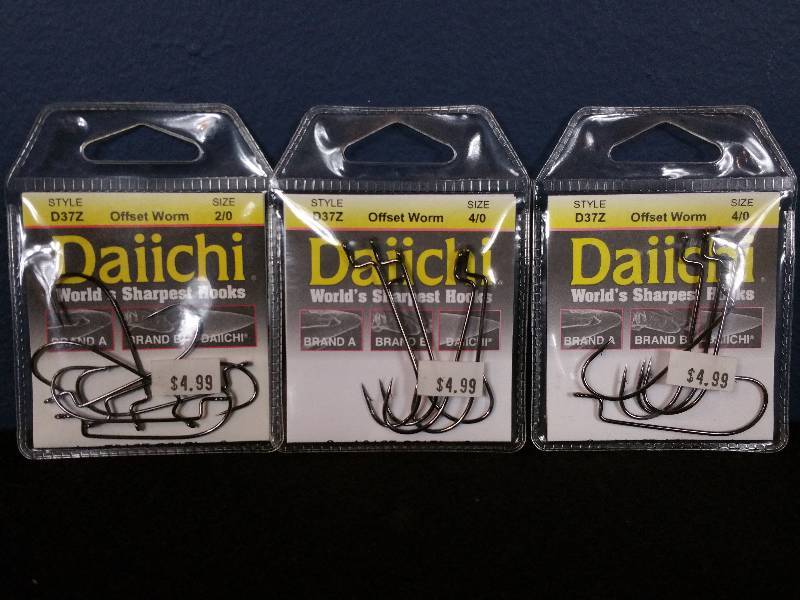 STYLE SIZE
D37Z Offset Worm 2/0
Daiichi®
World's Sharpest Hooks
BRAND A BRAND B DAIICHI®
$4.99
STYLE SIZE
D37Z Offset Worm 4/0
Daiichi®
World's Sharpest Hooks
BRAND A BRAND B DAIICHI®
$4.99
STYLE SIZE
D37Z Offset Worm 4/0
Daiichi®
World's Sharpest Hooks
BRAND A BRAND B DAIICHI®
$4.99